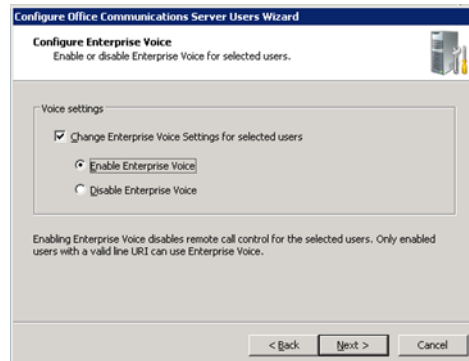 Configure Office Communications Server Users Wizard
Configure Enterprise Voice
Enable or disable Enterprise Voice for selected users.
Voice settings
Change Enterprise Voice Settings for selected users
Enable Enterprise Voice
Disable Enterprise Voice
Enabling Enterprise Voice disables remote call control for the selected users. Only enabled
users with a valid line URI can use Enterprise Voice.
< Back Next > Cancel